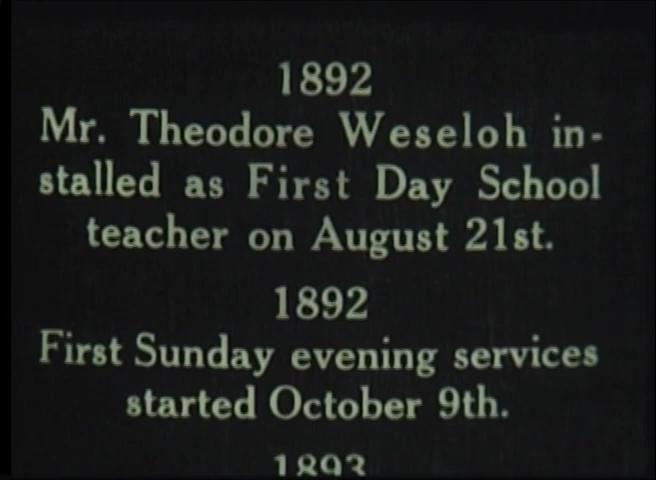 1892
Mr. Theodore Weseloh in-
stalled as First Day School
teacher on August 21st.
1892
First Sunday evening services
started October 9th.
1893